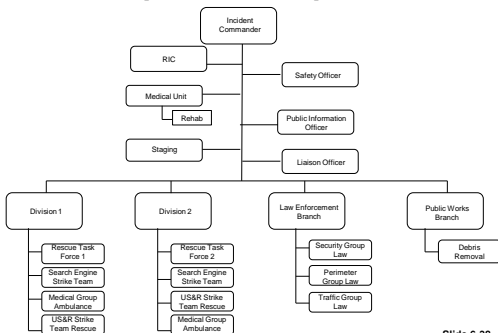 Incident
Commander
RIC
Safety Officer
Medical Unit
Rehab
Public Information
Officer
Staging
Liaison Officer
Division 1
Division 2
Law Enforcement
Branch
Public Works
Branch
Rescue Task
Force 1
Search Engine
Strike Team
Medical Group
Ambulance
US&R Strike
Team Rescue
Rescue Task
Force 2
Search Engine
Strike Team
US&R Strike
Team Rescue
Medical Group
Ambulance
Security Group
Law
Perimeter
Group Law
Traffic Group
Law
Debris
Removal